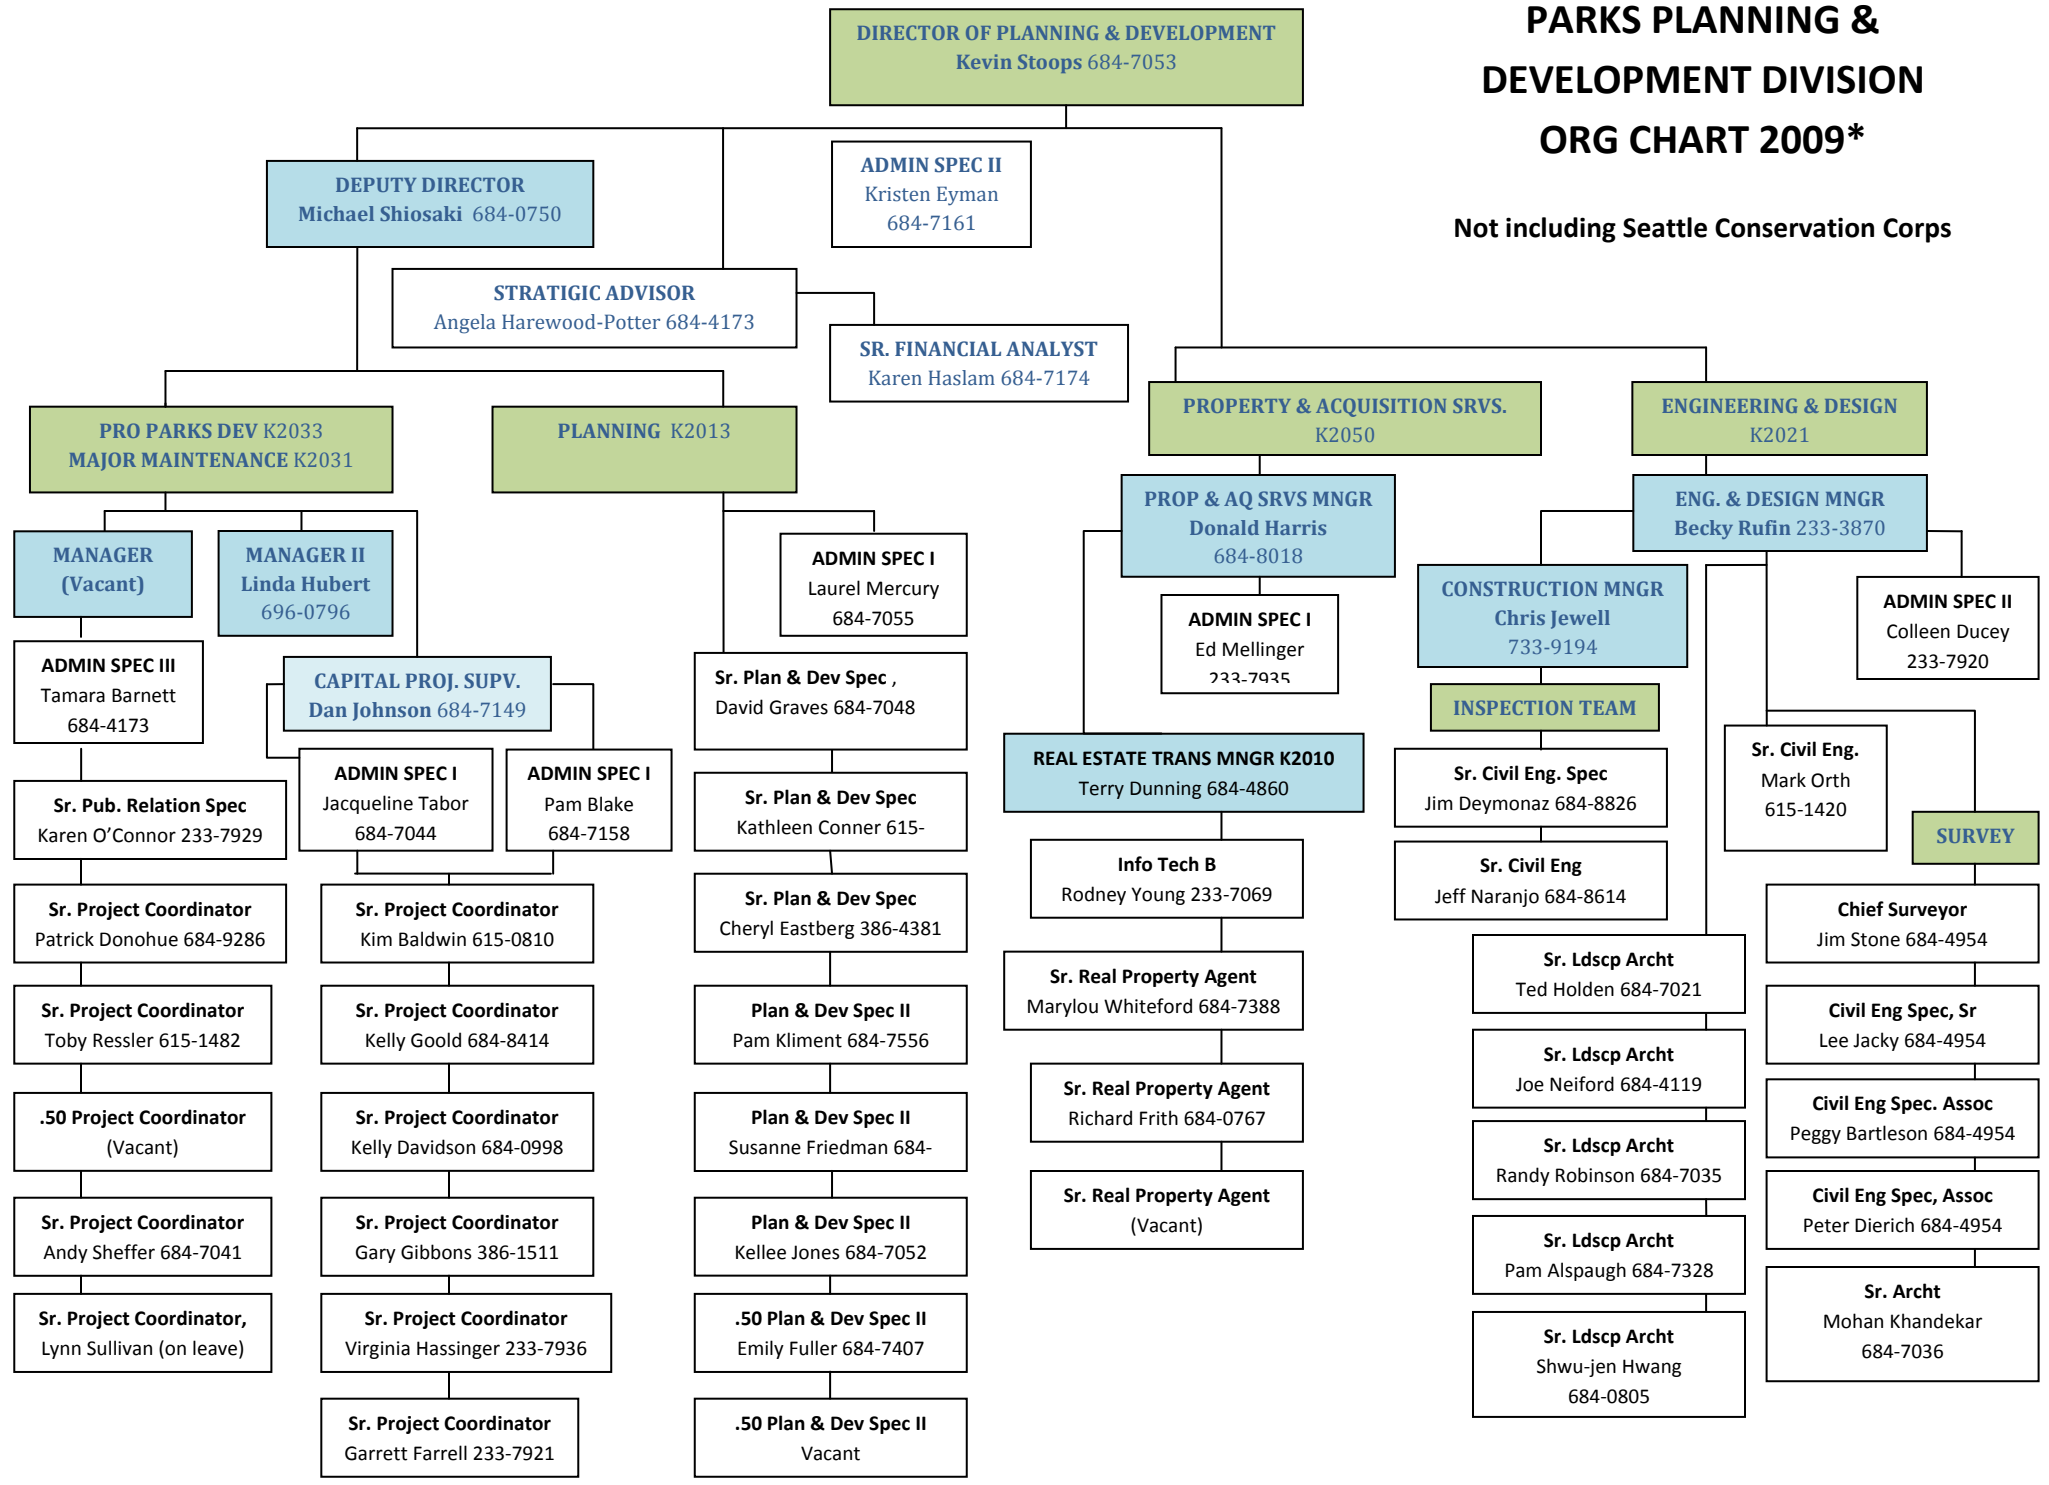 PARKS PLANNING &
DEVELOPMENT DIVISION
ORG CHART 2009*
Not including Seattle Conservation Corps
DIRECTOR OF PLANNING & DEVELOPMENT
Kevin Stoops 684-7053
DEPUTY DIRECTOR
Michael Shiosaki 684-0750
ADMIN SPEC II
Kristen Eyman
684-7161
STRATIGIC ADVISOR
Angela Harewood-Potter 684-4173
SR. FINANCIAL ANALYST
Karen Haslam 684-7174
PRO PARKS DEV K2033
MAJOR MAINTENANCE K2031
PLANNING K2013
PROPERTY & ACQUISITION SRVS.
K2050
ENGINEERING & DESIGN
K2021
MANAGER
(Vacant)
MANAGER II
Linda Hubert
696-0796
ADMIN SPEC III
Tamara Barnett
684-4173
CAPITAL PROJ. SUPV.
Dan Johnson 684-7149
Sr. Pub. Relation Spec
Karen O’Connor 233-7929
Sr. Project Coordinator
Patrick Donohue 684-9286
Sr. Project Coordinator
Toby Ressler 615-1482
.50 Project Coordinator
(Vacant)
Sr. Project Coordinator
Andy Sheffer 684-7041
Sr. Project Coordinator,
Lynn Sullivan (on leave)
ADMIN SPEC I
Jacqueline Tabor
684-7044
ADMIN SPEC I
Pam Blake
684-7158
Sr. Project Coordinator
Kim Baldwin 615-0810
Sr. Project Coordinator
Kelly Goold 684-8414
Sr. Project Coordinator
Kelly Davidson 684-0998
Sr. Project Coordinator
Gary Gibbons 386-1511
Sr. Project Coordinator
Virginia Hassinger 233-7936
Sr. Project Coordinator
Garrett Farrell 233-7921
ADMIN SPEC I
Laurel Mercury
684-7055
Sr. Plan & Dev Spec ,
David Graves 684-7048
Sr. Plan & Dev Spec
Kathleen Conner 615-
Sr. Plan & Dev Spec
Cheryl Eastberg 386-4381
Plan & Dev Spec II
Pam Kliment 684-7556
Plan & Dev Spec II
Susanne Friedman 684-
Plan & Dev Spec II
Kellee Jones 684-7052
.50 Plan & Dev Spec II
Emily Fuller 684-7407
.50 Plan & Dev Spec II
Vacant
PROP & AQ SRVS MNGR
Donald Harris
684-8018
ADMIN SPEC I
Ed Mellinger
233-7935
REAL ESTATE TRANS MNGR K2010
Terry Dunning 684-4860
Info Tech B
Rodney Young 233-7069
Sr. Real Property Agent
Marylou Whiteford 684-7388
Sr. Real Property Agent
Richard Frith 684-0767
Sr. Real Property Agent
(Vacant)
ENG. & DESIGN MNGR
Becky Rufin 233-3870
CONSTRUCTION MNGR
Chris Jewell
733-9194
ADMIN SPEC II
Colleen Ducey
233-7920
INSPECTION TEAM
Sr. Civil Eng. Spec
Jim Deymonaz 684-8826
Sr. Civil Eng
Jeff Naranjo 684-8614
Sr. Ldscp Archt
Ted Holden 684-7021
Sr. Ldscp Archt
Joe Neiford 684-4119
Sr. Ldscp Archt
Randy Robinson 684-7035
Sr. Ldscp Archt
Pam Alspaugh 684-7328
Sr. Ldscp Archt
Shwu-jen Hwang
684-0805
Sr. Civil Eng.
Mark Orth
615-1420
SURVEY
Chief Surveyor
Jim Stone 684-4954
Civil Eng Spec, Sr
Lee Jacky 684-4954
Civil Eng Spec. Assoc
Peggy Bartleson 684-4954
Civil Eng Spec, Assoc
Peter Dierich 684-4954
Sr. Archt
Mohan Khandekar
684-7036